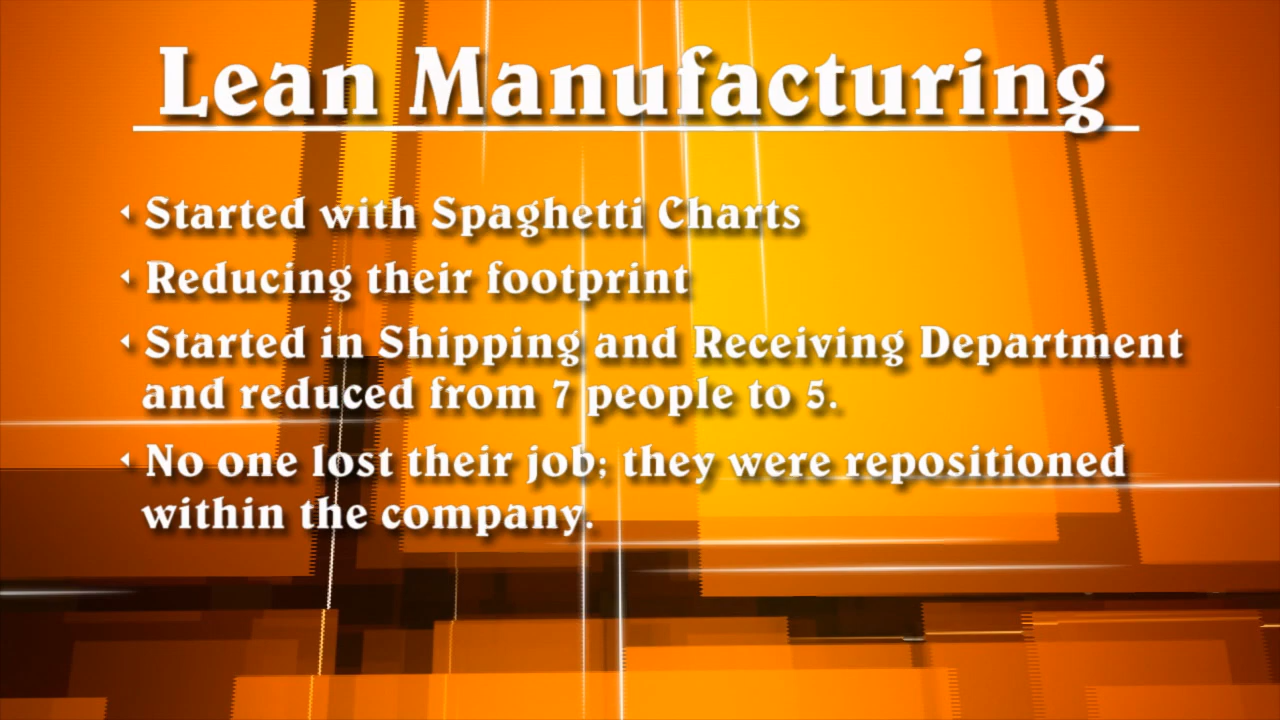 Lean Manufacturing
Started with Spaghetti Charts
Reducing their footprint
Started in Shipping and Receiving Department
and reduced from 7 people to 5.
No one lost their job; they were repositioned
within the company.